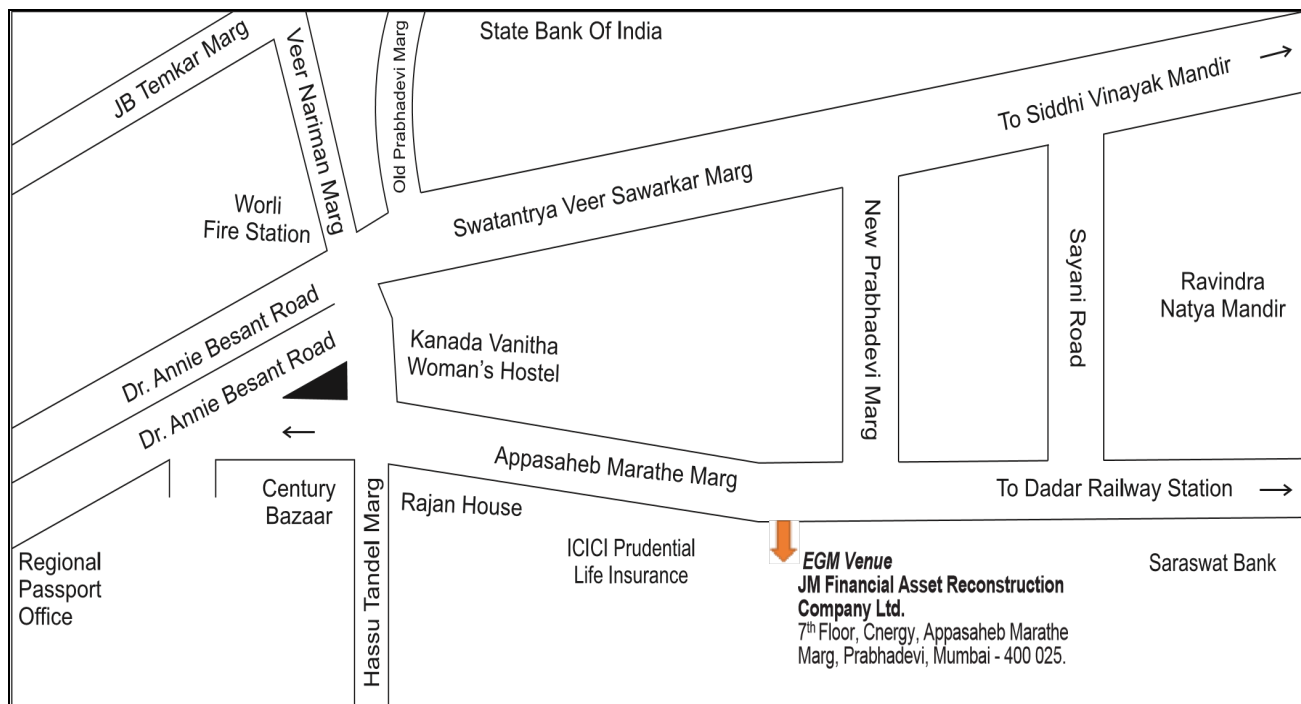 JB Temkar Marg
Veer Nariman Marg
Old Prabhadevi Marg
State Bank Of India
To Siddhi Vinayak Mandir
Worli
Fire Station
Swatantrya Veer Sawarkar Marg
New Prabhadevi Marg
Sayani Road
Ravindra
Natya Mandir
Dr. Annie Besant Road
Dr. Annie Besant Road
Kanada Vanitha
Woman's Hostel
Appasaheb Marathe Marg
To Dadar Railway Station
Century
Bazaar
Hassu Tandel Marg
Rajan House
Regional
Passport
Office
ICICI Prudential
Life Insurance
EGM Venue
JM Financial Asset Reconstruction
Company Ltd.
7th Floor, Cnergy, Appasaheb Marathe
Marg, Prabhadevi, Mumbai - 400 025.
Saraswat Bank